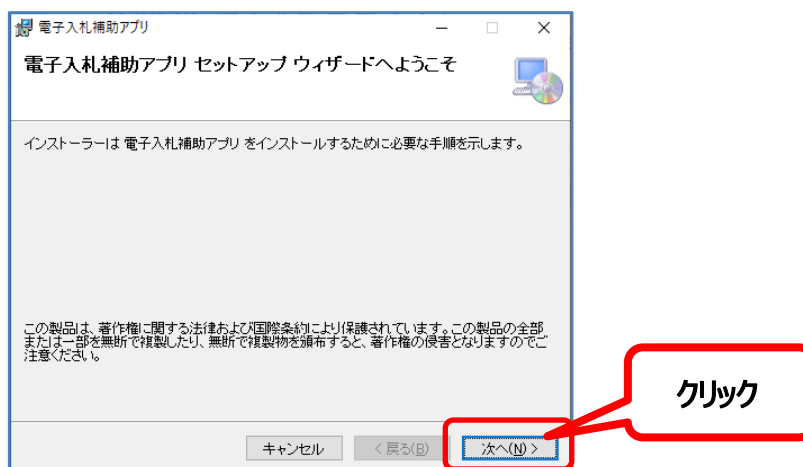 電子入札補助アプリ
電子入札補助アプリ セットアップ ウィザードへようこそ
インストーラーは 電子入札補助アプリ をインストールするために必要な手順を示します。
この製品は、著作権に関する法律および国際条約により保護されています。この製品の全部
または一部を無断で複製したり、無断で複製物を頒布すると、著作権の侵害となりますのでご
注意ください。
クリック
キャンセル
< 戻る(B)
次へ(N) >